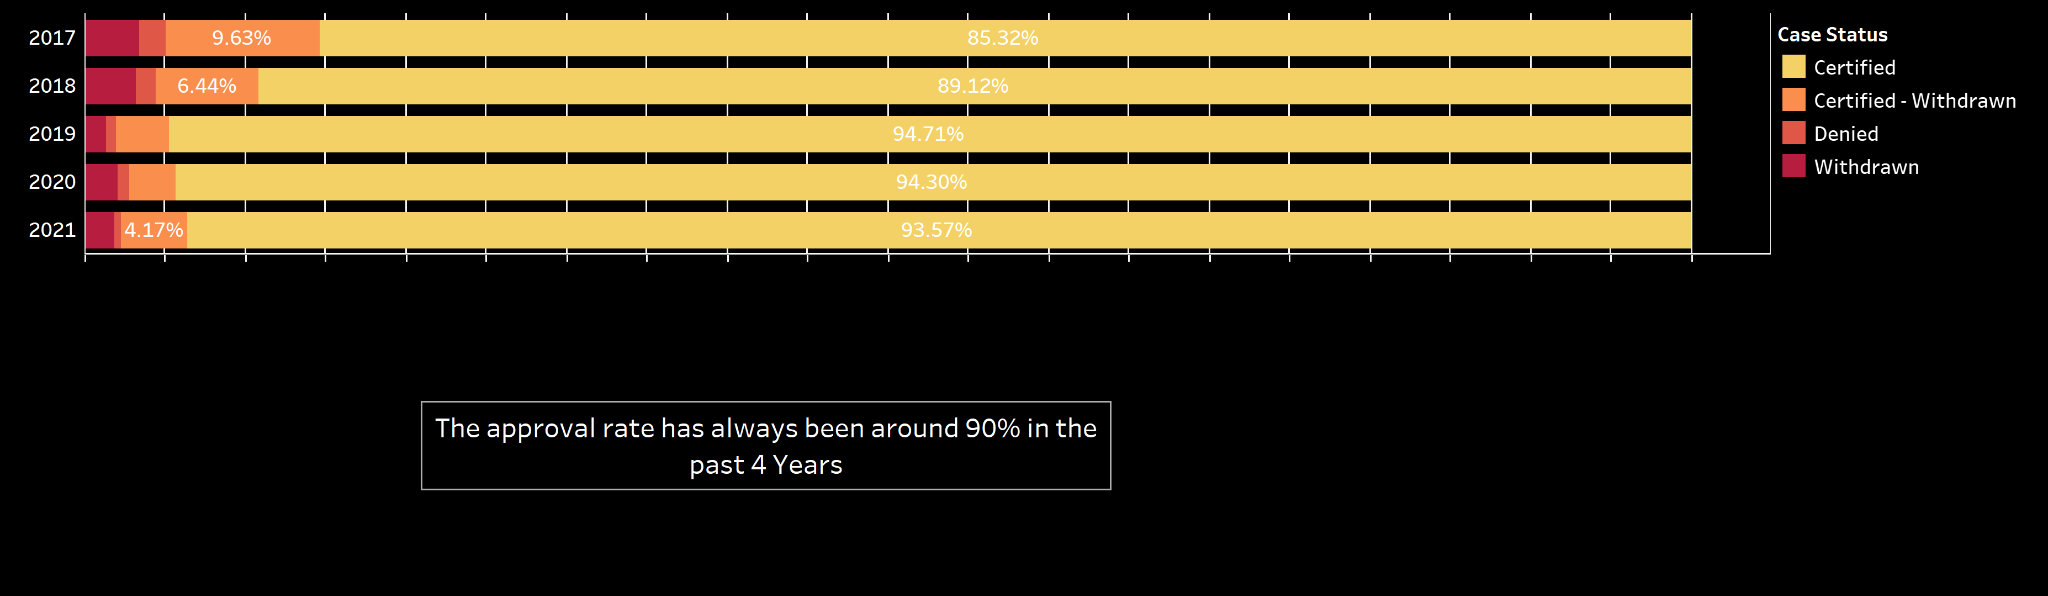 2017 9.63% 85.32%
2018 6.44% 89.12%
2019 94.71%
2020 94.30%
2021 4.17% 93.57%
Case Status
Certified
Certified - Withdrawn
Denied
Withdrawn
The approval rate has always been around 90% in the
past 4 Years